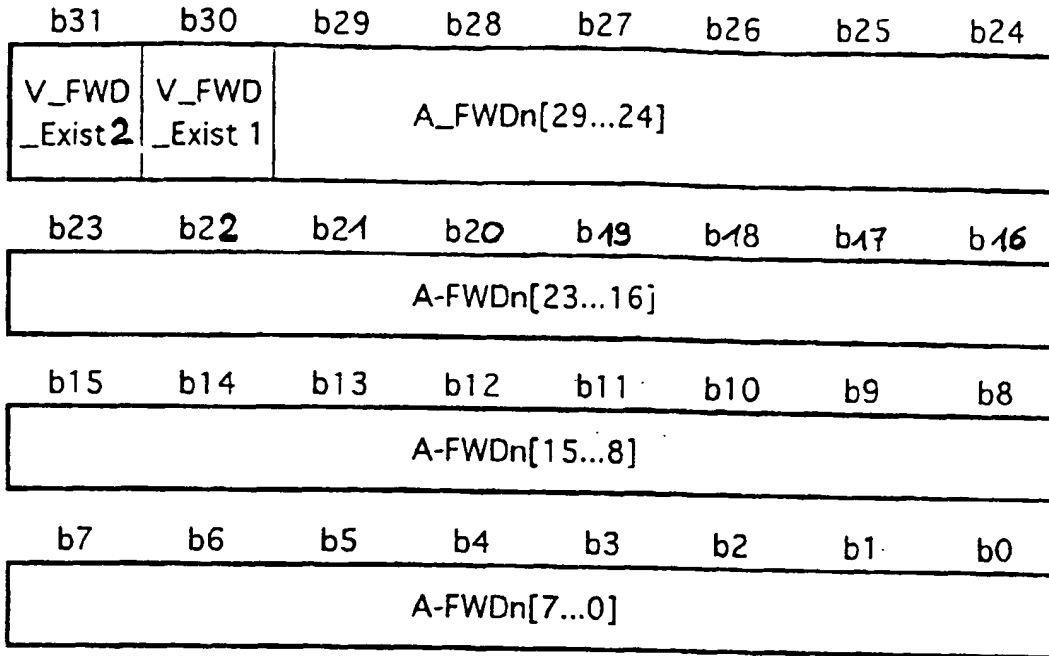 b31 b30 b29 b28 b27 b26 b25 b24
V_FWD V_FWD
_Exist 2 _Exist 1
A_FWDn[29...24]
b23 b22 b21 b20 b19 b18 b17 b16
A-FWDn[23...16]
b15 b14 b13 b12 b11 b10 b9 b8
A-FWDn[15...8]
b7 b6 b5 b4 b3 b2 b1 b0
A-FWDn[7...0]